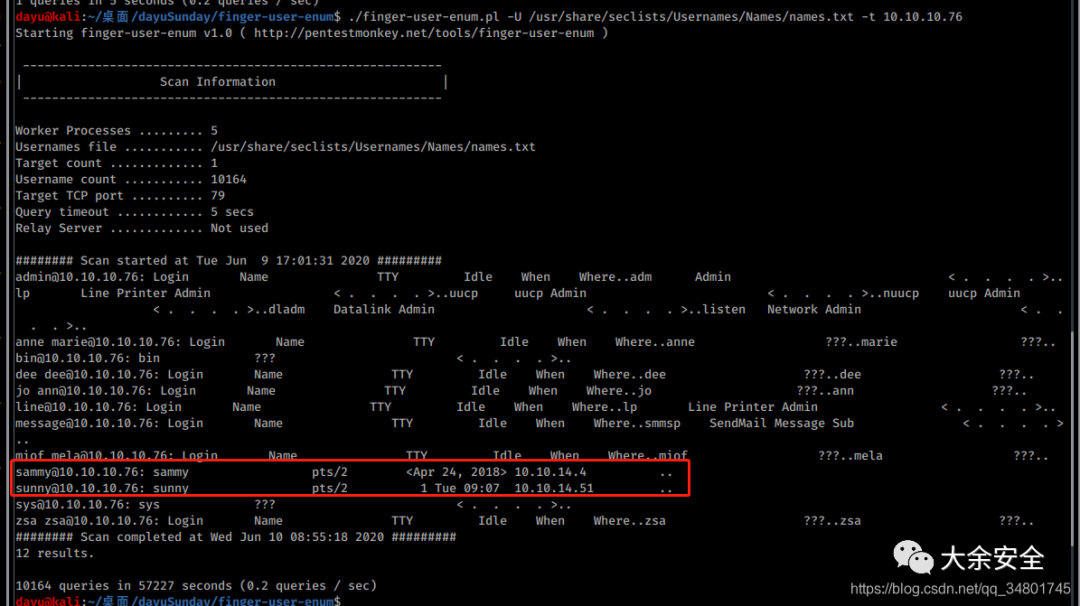 1 queries in 5 seconds (0.2 queries / sec)
dayu@kali:~/桌面/dayuSunday/finger-user-enum$ ./finger-user-enum.pl -U /usr/share/seclists/Usernames/Names/names.txt -t 10.10.10.76
Starting finger-user-enum v1.0 ( http://pentestmonkey.net/tools/finger-user-enum )
----------------------------------------------------------
|                 Scan Information                 |
----------------------------------------------------------
Worker Processes ......... 5
Usernames file ........... /usr/share/seclists/Usernames/Names/names.txt
Target count ............. 1
Username count ........... 10164
Target TCP port .......... 79
Query timeout ............ 5 secs
Relay Server ............. Not used
######## Scan started at Tue Jun  9 17:01:31 2020 #########
admin@10.10.10.76: Login       Name               TTY         Idle    When    Where..adm      Admin                              < .  .  .  . >..
lp       Line Printer Admin                 < .  .  .  . >..uucp     uucp Admin                         < .  .  .  . >..nuucp    uucp Admin
< .  .  .  . >..dladm    Datalink Admin                     < .  .  .  . >..listen   Network Admin                      < .  .
.  . >..
anne marie@10.10.10.76: Login       Name               TTY         Idle    When    Where..anne                  ???..marie                 ???..
bin@10.10.10.76: bin             ???                         < .  .  .  . >..
dee dee@10.10.10.76: Login       Name               TTY         Idle    When    Where..dee                   ???..dee                   ???..
jo ann@10.10.10.76: Login       Name               TTY         Idle    When    Where..jo                    ???..ann                   ???..
line@10.10.10.76: Login       Name               TTY         Idle    When    Where..lp       Line Printer Admin                 < .  .  .  . >..
message@10.10.10.76: Login       Name               TTY         Idle    When    Where..smmsp    SendMail Message Sub               < .  .  .  . >
..
miof mela@10.10.10.76: Login       Name               TTY         Idle    When    Where..miof                  ???..mela                  ???..
sammy@10.10.10.76: sammy                 pts/2        <Apr 24, 2018> 10.10.14.4          ..
sunny@10.10.10.76: sunny                 pts/2          1 Tue 09:07  10.10.14.51         ..
sys@10.10.10.76: sys             ???                         < .  .  .  . >..
zsa zsa@10.10.10.76: Login       Name               TTY         Idle    When    Where..zsa                   ???..zsa                   ???..
######## Scan completed at Wed Jun 10 08:55:18 2020 #########
12 results.
10164 queries in 57227 seconds (0.2 queries / sec)
dayu@kali:~/桌面/dayuSunday/finger-user-enum$
大余安全
https://blog.csdn.net/qq_34801745